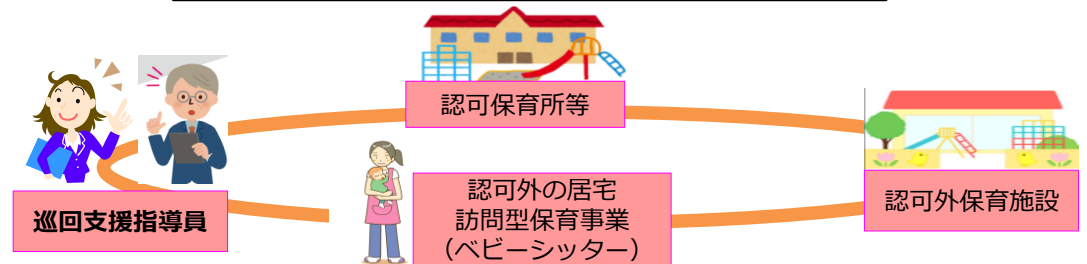 認可保育所等
巡回支援指導員
認可外の居宅
訪問型保育事業
（ベビーシッター）
認可外保育施設